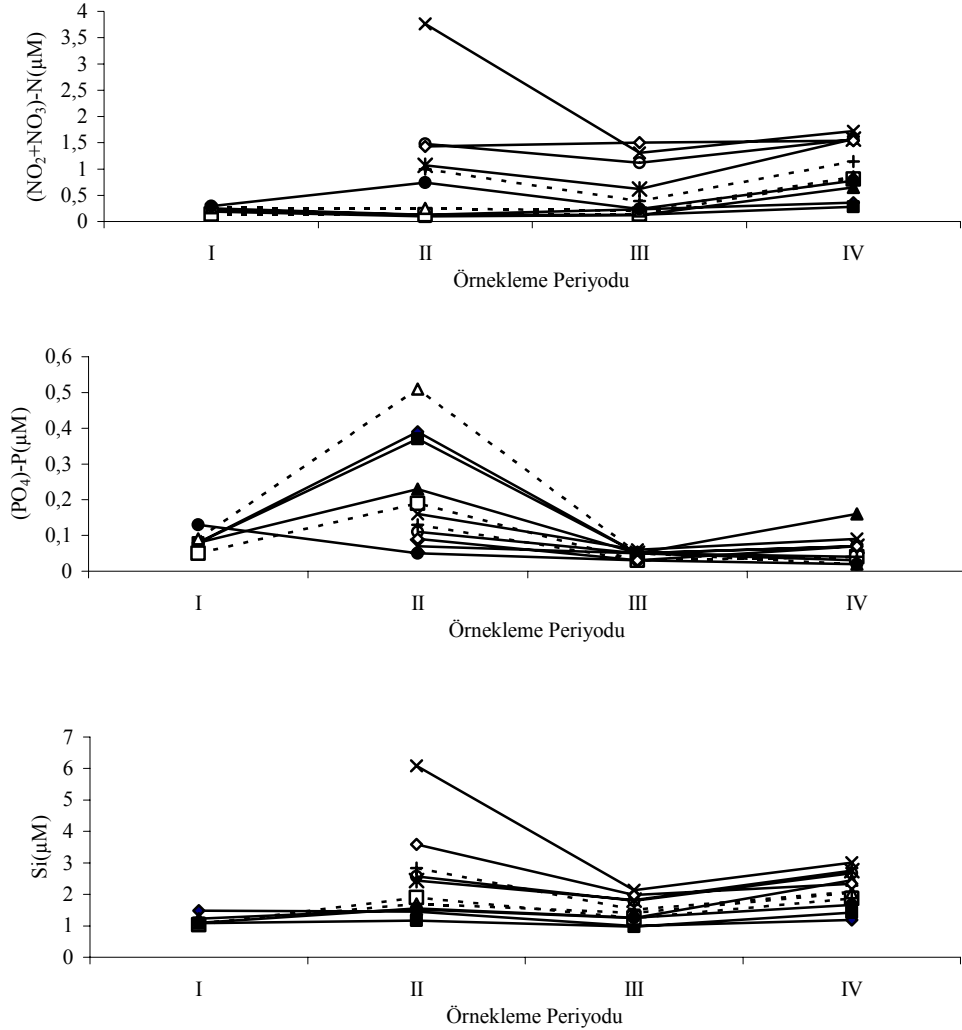 (NO₂+NO₃)-N(µM)
4
3,5
3
2,5
2
1,5
1
0,5
0
I II III IV
Örnekleme Periyodu
(PO₄)-P(µM)
0,6
0,5
0,4
0,3
0,2
0,1
0
I II III IV
Örnekleme Periyodu
Si(µM)
7
6
5
4
3
2
1
0
I II III IV
Örnekleme Periyodu